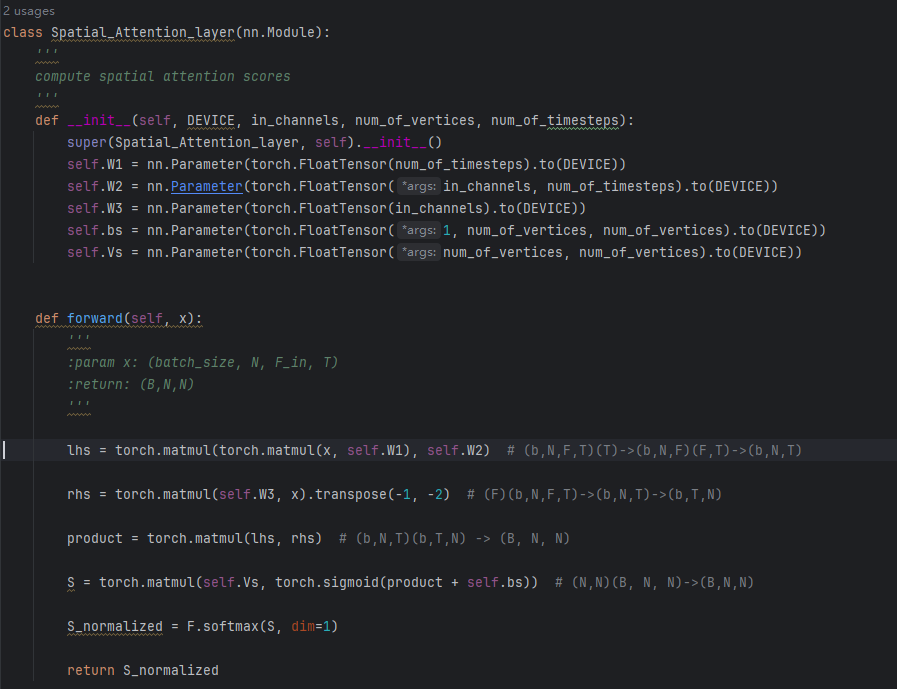 2 usages
class Spatial_Attention_layer(nn.Module):
    '''
    compute spatial attention scores
    '''
    def __init__(self, DEVICE, in_channels, num_of_vertices, num_of_timesteps):
        super(Spatial_Attention_layer, self).__init__()
        self.W1 = nn.Parameter(torch.FloatTensor(num_of_timesteps).to(DEVICE))
        self.W2 = nn.Parameter(torch.FloatTensor( *args: in_channels, num_of_timesteps).to(DEVICE))
        self.W3 = nn.Parameter(torch.FloatTensor(in_channels).to(DEVICE))
        self.bs = nn.Parameter(torch.FloatTensor( *args: 1, num_of_vertices, num_of_vertices).to(DEVICE))
        self.Vs = nn.Parameter(torch.FloatTensor( *args: num_of_vertices, num_of_vertices).to(DEVICE))
    def forward(self, x):
        '''
        :param x: (batch_size, N, F_in, T)
        :return: (B,N,N)
        '''
        lhs = torch.matmul(torch.matmul(x, self.W1), self.W2)  # (b,N,F,T)(T)->(b,N,F)(F,T)->(b,N,T)
        rhs = torch.matmul(self.W3, x).transpose(-1, -2)  # (F)(b,N,F,T)->(b,N,T)->(b,T,N)
        product = torch.matmul(lhs, rhs)  # (b,N,T)(b,T,N) -> (B, N, N)
        S = torch.matmul(self.Vs, torch.sigmoid(product + self.bs))  # (N,N)(B, N, N)->(B,N,N)
        S_normalized = F.softmax(S, dim=1)
        return S_normalized